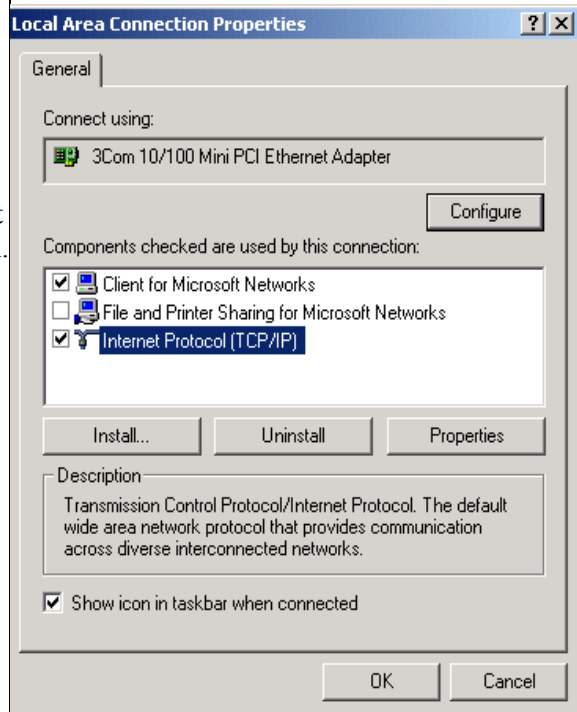 Local Area Connection Properties
General
Connect using:
3Com 10/100 Mini PCI Ethernet Adapter
Configure
Components checked are used by this connection:
Client for Microsoft Networks
File and Printer Sharing for Microsoft Networks
Internet Protocol (TCP/IP)
Install... Uninstall Properties
Description
Transmission Control Protocol/Internet Protocol. The default
wide area network protocol that provides communication
across diverse interconnected networks.
Show icon in taskbar when connected
OK Cancel